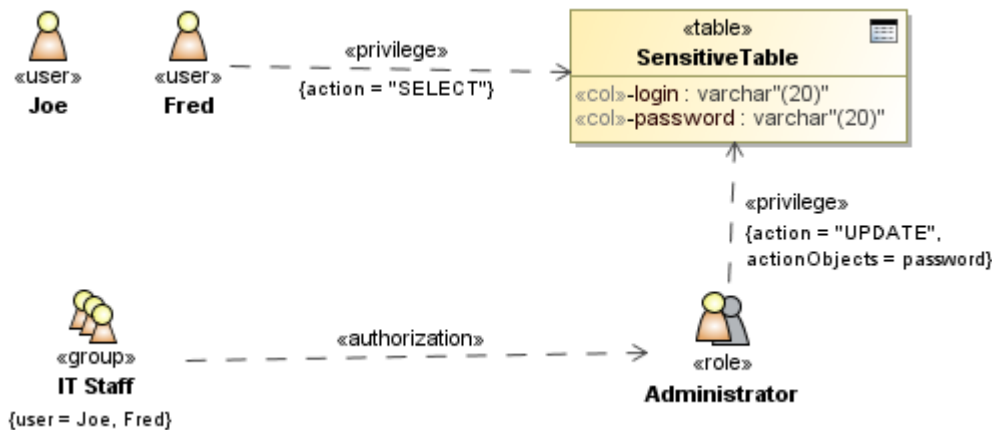 «user»
Joe
«user»
Fred
«privilege»
{action = "SELECT"}
«table»
SensitiveTable
«col»-login : varchar"(20)"
«col»-password : varchar"(20)"
«privilege»
{action = "UPDATE",
actionObjects = password}
«group»
IT Staff
{user = Joe, Fred}
«authorization»
«role»
Administrator